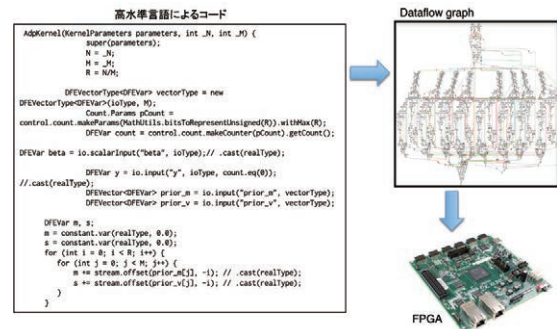 高水準言語によるコード
AdpKernel(KernelParameters parameters, int _N, int _M) {
super(parameters);
N = _N;
M = _M;
R = N/M;
DFEVectorType<DFEVar> vectorType = new
DFEVectorType<DFEVar>(ioType, M);
Count.Params pCount =
control.count.makeParams(MathUtils.bitsToRepresentUnsigned(R)).withMax(R);
DFEVar count = control.count.makeCounter(pCount).getCount();
DFEVar beta = io.scalarInput("beta", ioType);// .cast(realType);
DFEVar y = io.input("y", ioType, count.eq(0));
//.cast(realType);
DFEVector<DFEVar> prior_m = io.input("prior_m", vectorType);
DFEVector<DFEVar> prior_v = io.input("prior_v", vectorType);
DFEVar m, s;
m = constant.var(realType, 0.0);
s = constant.var(realType, 0.0);
for (int i = 0; i < R; i++) {
for (int j = 0; j < M; j++) {
m += stream.offset(prior_m[j], -i); // .cast(realType);
s += stream.offset(prior_v[j], -i); // .cast(realType);
}
}
Dataflow graph
FPGA